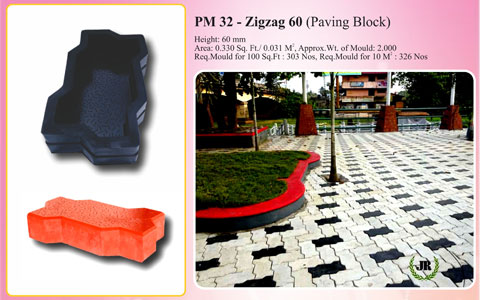 PM 32 - Zigzag 60 (Paving Block)
Height: 60 mm
Area: 0.330 Sq. Ft./ 0.031 M², Approx.Wt. of Mould: 2.000
Req.Mould for 100 Sq.Ft : 303 Nos, Req.Mould for 10 M² : 326 Nos
JR